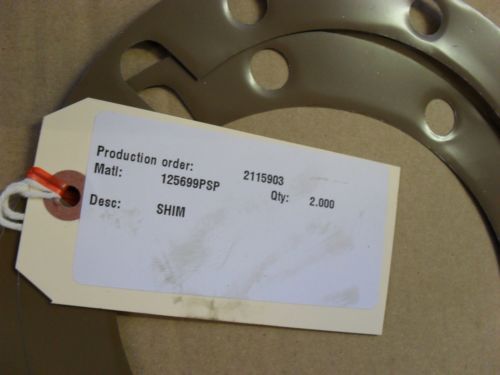 Production order: 2115903
Matl: 125699PSP Qty: 2.000
Desc: SHIM